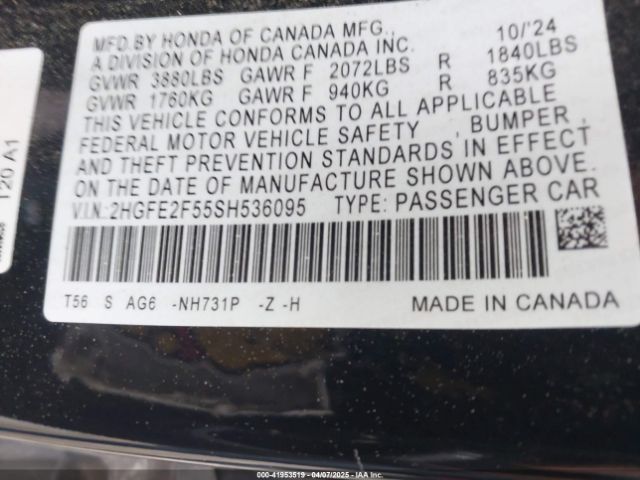 MFD.BY HONDA OF CANADA MFG., 10/'24
A DIVISION OF HONDA CANADA INC.
GVWR 3880LBS GAWR F 2072LBS R 1840LBS
GVWR 1760KG GAWR F 940KG R 835KG
THIS VEHICLE CONFORMS TO ALL APPLICABLE
FEDERAL MOTOR VEHICLE SAFETY , BUMPER ,
AND THEFT PREVENTION STANDARDS IN EFFECT
ON THE DATE OF MANUFACTURE SHOWN ABOVE.
V.I.N.:2HGFE2F55SH536095 TYPE: PASSENGER CAR
T56 S AG6 -NH731P -Z -H MADE IN CANADA
T20 A1
000-41953519 - 04/07/2025 - IAAI.COM